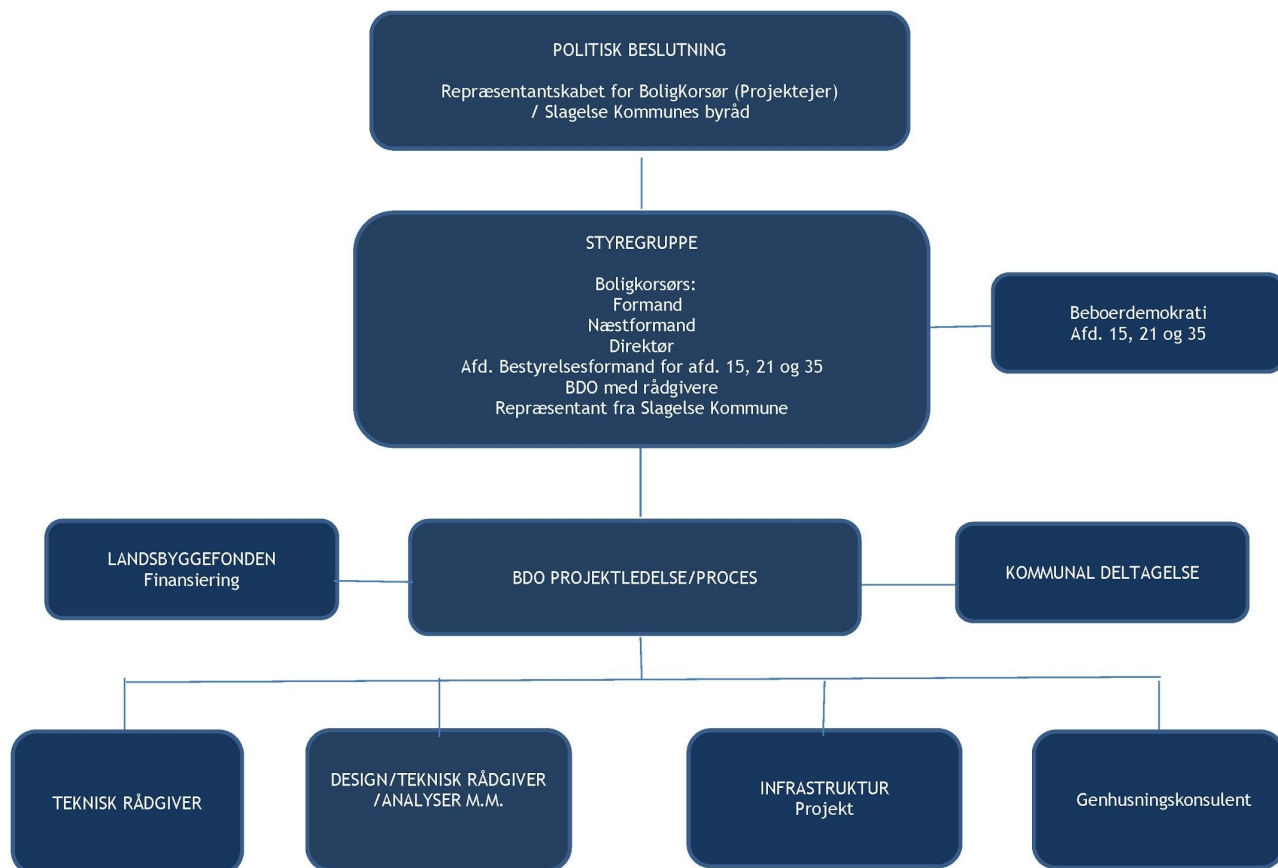 POLITISK BESLUTNING
Repræsentantskabet for BoligKorsør (Projektejer)
/ Slagelse Kommunes byråd
STYREGRUPPE
Boligkorsørs:
Formand
Næstformand
Direktør
Afd. Bestyrelsesformand for afd. 15, 21 og 35
BDO med rådgivere
Repræsentant fra Slagelse Kommune
Beboerdemokrati
Afd. 15, 21 og 35
LANDSBYGGEFONDEN
Finansiering
BDO PROJEKTLEDELSE/PROCES
KOMMUNAL DELTAGELSE
TEKNISK RÅDGIVER
DESIGN/TEKNISK RÅDGIVER
/ANALYSER M.M.
INFRASTRUKTUR
Projekt
Genhusningskonsulent